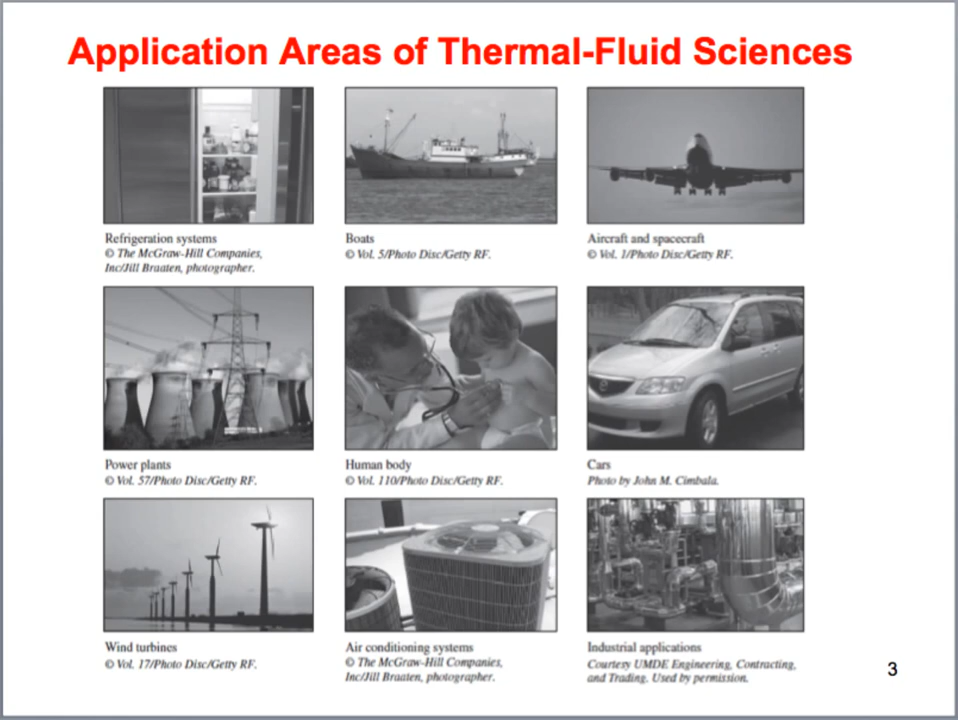 Application Areas of Thermal-Fluid Sciences
Refrigeration systems
© The McGraw-Hill Companies,
Inc/Jill Braaten, photographer.
Boats
© Vol. 5/Photo Disc/Getty RF.
Aircraft and spacecraft
© Vol. 1/Photo Disc/Getty RF.
Power plants
© Vol. 57/Photo Disc/Getty RF.
Human body
© Vol. 110/Photo Disc/Getty RF.
Cars
Photo by John M. Cimbala.
Wind turbines
© Vol. 17/Photo Disc/Getty RF.
Air conditioning systems
© The McGraw-Hill Companies,
Inc/Jill Braaten, photographer.
Industrial applications
Courtesy UMDE Engineering, Contracting,
and Trading. Used by permission.
3